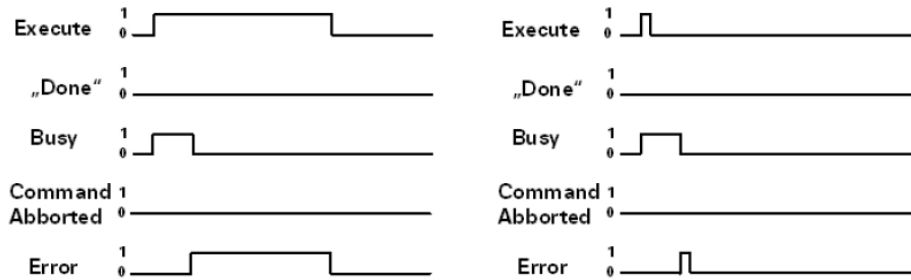 Execute 1 0
„Done“ 1 0
Busy 1 0
Command Abborted 1 0
Error 1 0
Execute 1 0
„Done“ 1 0
Busy 1 0
Command Abborted 1 0
Error 1 0